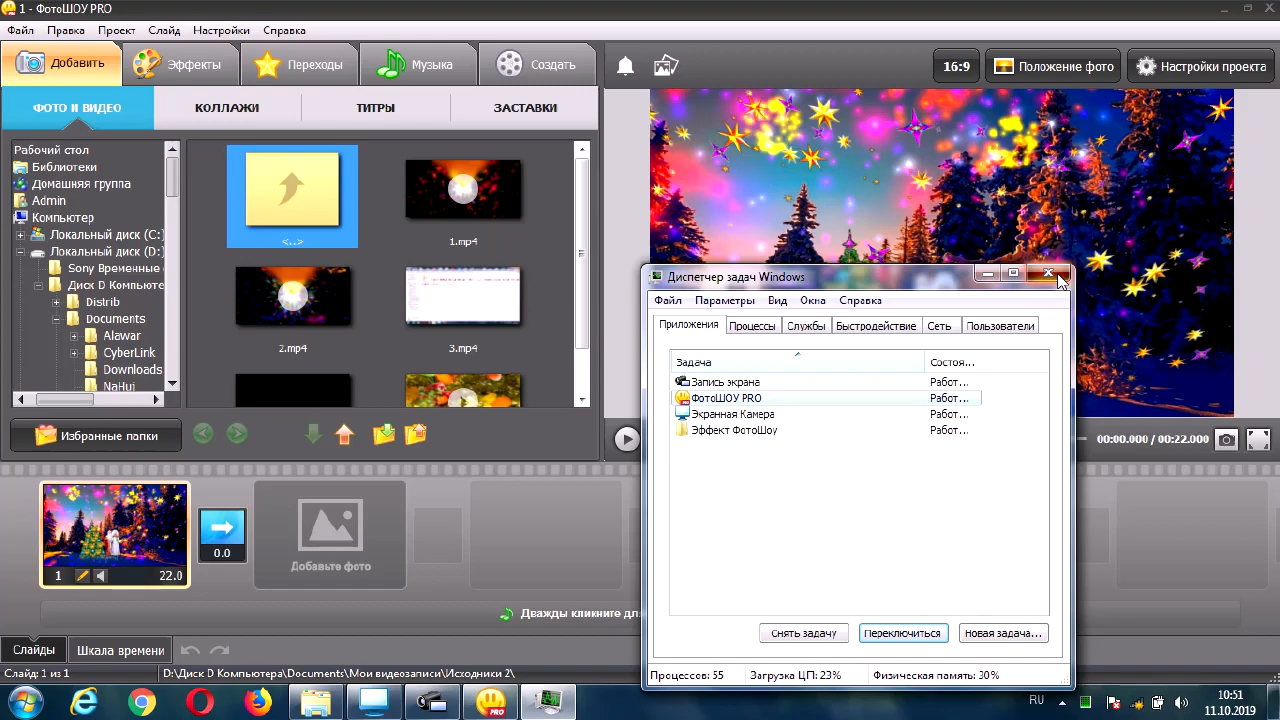 1 - ФотоШОУ PRO
Файл Правка Проект Слайд Настройки Справка
Добавить Эффекты Переходы Музыка Создать
16:9 Положение фото Настройки проекта
ФОТО И ВИДЕО КОЛЛАЖИ ТИТРЫ ЗАСТАВКИ
Рабочий стол
Библиотеки
Домашняя группа
Admin
Компьютер
Локальный диск (C:)
Локальный диск (D:)
Sony Временные
Диск D Компьюте
Distrib
Documents
Alawar
CyberLink
Downloads
NaHui
<..>
1.mp4
2.mp4
3.mp4
Избранные папки
00:00.000 / 00:22.000
Диспетчер задач Windows
Файл Параметры Вид Окна Справка
Приложения Процессы Службы Быстродействие Сеть Пользователи
Задача Состоя...
Запись экрана Работ...
ФотоШОУ PRO Работ...
Экранная Камера Работ...
Эффект ФотоШоу Работ...
Снять задачу Переключиться Новая задача...
Процессов: 55 Загрузка ЦП: 23% Физическая память: 30%
1 22.0
0.0
Добавьте фото
Дважды кликните для
Слайды Шкала времени
Слайд: 1 из 1 D:\Диск D Компьютера\Documents\Мои видеозаписи\Исходники 2\
PRO
RU
10:51
11.10.2019